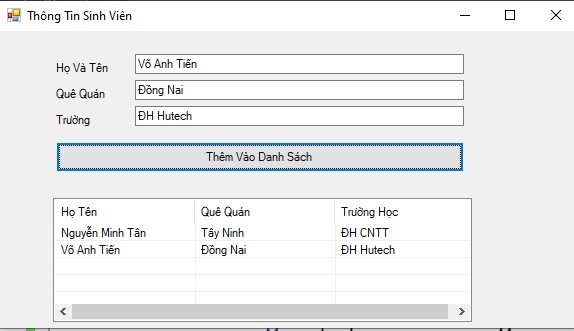 Thông Tin Sinh Viên
Họ Và Tên Võ Anh Tiến
Quê Quán Đồng Nai
Trường ĐH Hutech
Thêm Vào Danh Sách
Họ Tên Quê Quán Trường Học
Nguyễn Minh Tân Tây Ninh ĐH CNTT
Võ Anh Tiến Đồng Nai ĐH Hutech